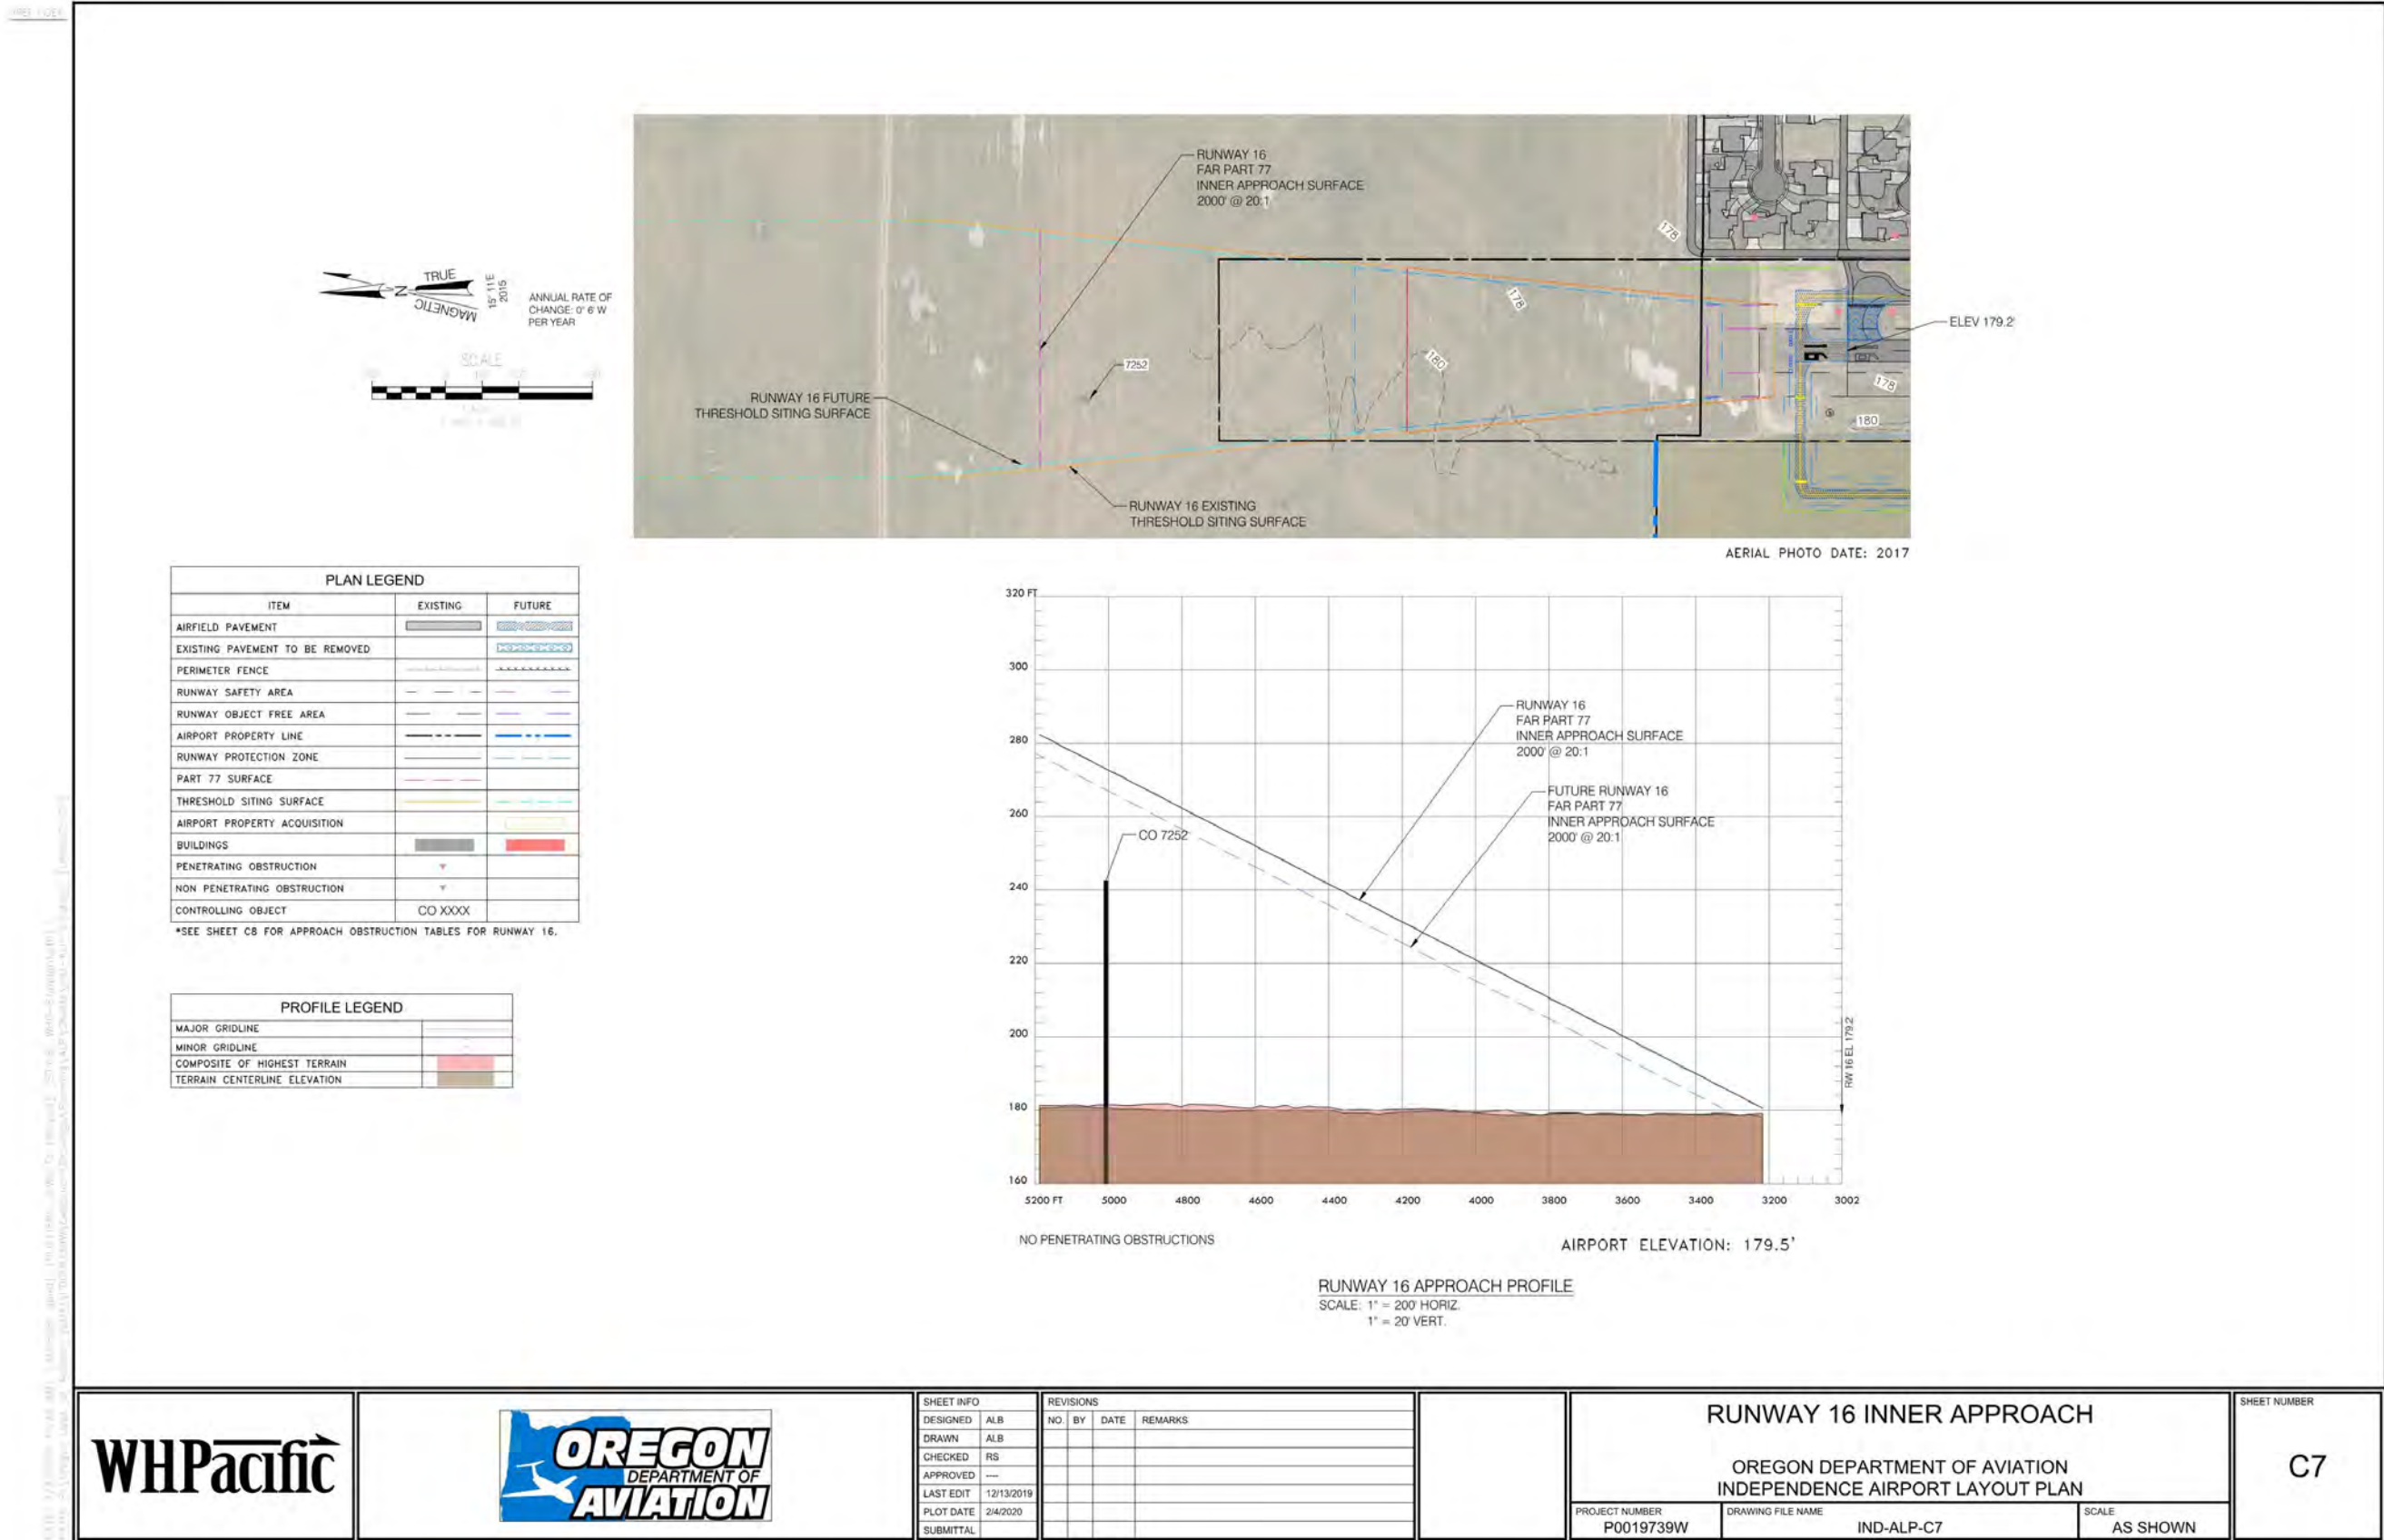 RUNWAY 16
FAR PART 77
INNER APPROACH SURFACE
2000' @ 20:1
178
178
180
178
180
16
ELEV 179.2'
7252
RUNWAY 16 FUTURE
THRESHOLD SITING SURFACE
RUNWAY 16 EXISTING
THRESHOLD SITING SURFACE
AERIAL PHOTO DATE: 2017
TRUE
N
MAGNETIC
15° 11'E
2015
ANNUAL RATE OF
CHANGE: 0° 6' W
PER YEAR
SCALE
PLAN LEGEND
ITEM EXISTING FUTURE
AIRFIELD PAVEMENT
EXISTING PAVEMENT TO BE REMOVED
PERIMETER FENCE
RUNWAY SAFETY AREA
RUNWAY OBJECT FREE AREA
AIRPORT PROPERTY LINE
RUNWAY PROTECTION ZONE
PART 77 SURFACE
THRESHOLD SITING SURFACE
AIRPORT PROPERTY ACQUISITION
BUILDINGS
PENETRATING OBSTRUCTION
NON PENETRATING OBSTRUCTION
CONTROLLING OBJECT CO XXXX
*SEE SHEET C8 FOR APPROACH OBSTRUCTION TABLES FOR RUNWAY 16.
PROFILE LEGEND
MAJOR GRIDLINE
MINOR GRIDLINE
COMPOSITE OF HIGHEST TERRAIN
TERRAIN CENTERLINE ELEVATION
320 FT
300
280
260
240
220
200
180
160
RUNWAY 16
FAR PART 77
INNER APPROACH SURFACE
2000' @ 20:1
FUTURE RUNWAY 16
FAR PART 77
INNER APPROACH SURFACE
2000' @ 20:1
CO 7252
RW 16 EL 179.2
5200 FT 5000 4800 4600 4400 4200 4000 3800 3600 3400 3200 3002
NO PENETRATING OBSTRUCTIONS
AIRPORT ELEVATION: 179.5'
RUNWAY 16 APPROACH PROFILE
SCALE: 1" = 200' HORIZ.
1" = 20' VERT.
WHPacific
OREGON
DEPARTMENT OF
AVIATION
SHEET INFO
DESIGNED ALB
DRAWN ALB
CHECKED RS
APPROVED ----
LAST EDIT 12/13/2019
PLOT DATE 2/4/2020
SUBMITTAL
REVISIONS
NO. BY DATE REMARKS
RUNWAY 16 INNER APPROACH
OREGON DEPARTMENT OF AVIATION
INDEPENDENCE AIRPORT LAYOUT PLAN
PROJECT NUMBER
P0019739W
DRAWING FILE NAME
IND-ALP-C7
SCALE
AS SHOWN
SHEET NUMBER
C7